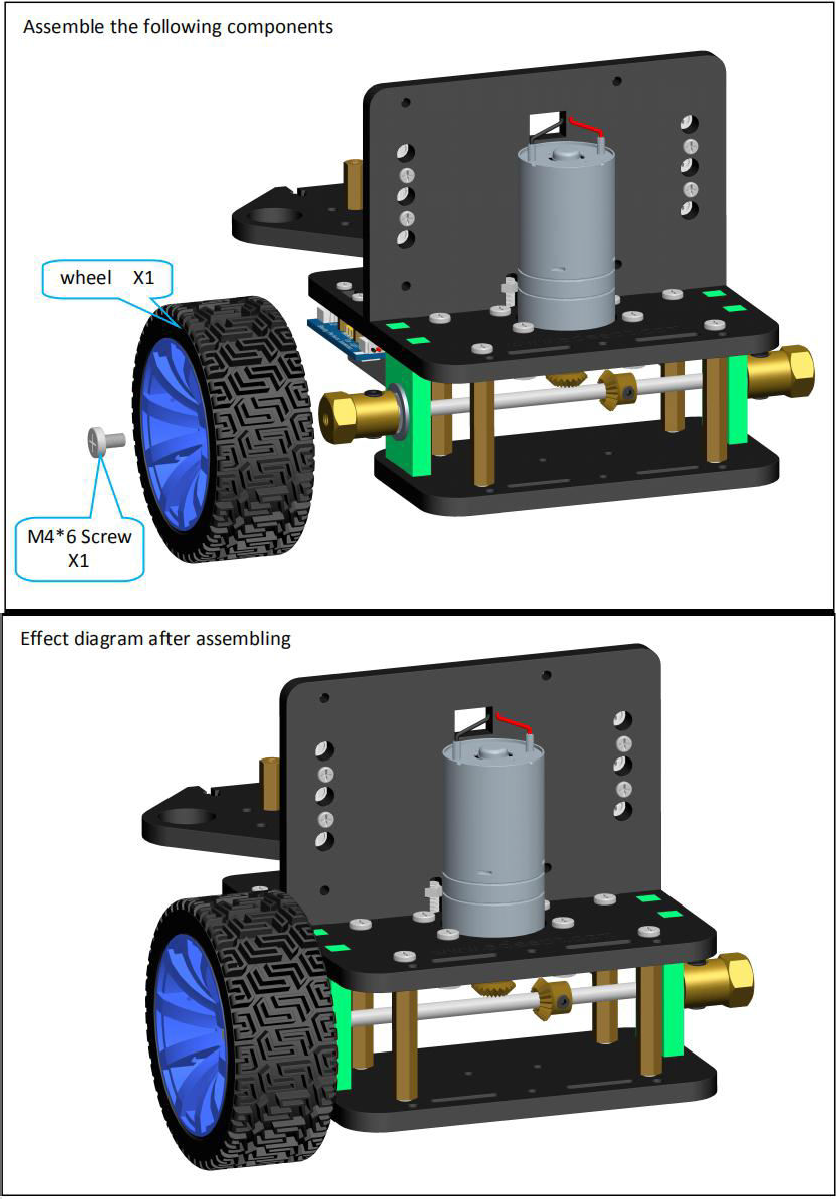 Assemble the following components
wheel X1
M4*6 Screw
X1
Effect diagram after assembling